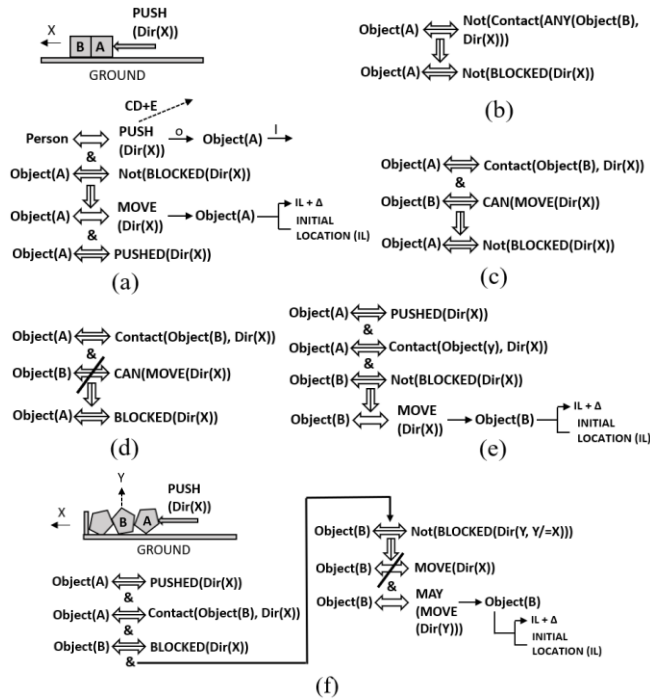 PUSH
(Dir(X))
X
B A
GROUND
CD+E
Person PUSH o Object(A) I
(Dir(X))
&
Object(A) Not(BLOCKED(Dir(X))
Object(A) MOVE Object(A) IL + Δ
(Dir(X)) INITIAL
LOCATION (IL)
&
Object(A) PUSHED(Dir(X))
(a)
Object(A) Not(Contact(ANY(Object(B),
Dir(X)))
Object(A) Not(BLOCKED(Dir(X))
(b)
Object(A) Contact(Object(B), Dir(X))
&
Object(B) CAN(MOVE(Dir(X))
Object(A) Not(BLOCKED(Dir(X))
(c)
Object(A) Contact(Object(B), Dir(X))
&
Object(B) CAN(MOVE(Dir(X))
Object(A) BLOCKED(Dir(X))
(d)
Object(A) PUSHED(Dir(X))
&
Object(A) Contact(Object(y), Dir(X))
&
Object(B) Not(BLOCKED(Dir(X))
Object(B) MOVE Object(B) IL + Δ
(Dir(X)) INITIAL
LOCATION (IL)
(e)
Y
PUSH
(Dir(X))
X
B A
GROUND
Object(A) PUSHED(Dir(X))
&
Object(A) Contact(Object(B), Dir(X))
&
Object(B) BLOCKED(Dir(X))
&
Object(B) Not(BLOCKED(Dir(Y, Y/=X)))
Object(B) MOVE(Dir(X))
&
Object(B) MAY Object(B)
(MOVE IL + Δ
(Dir(Y))) INITIAL
LOCATION (IL)
(f)